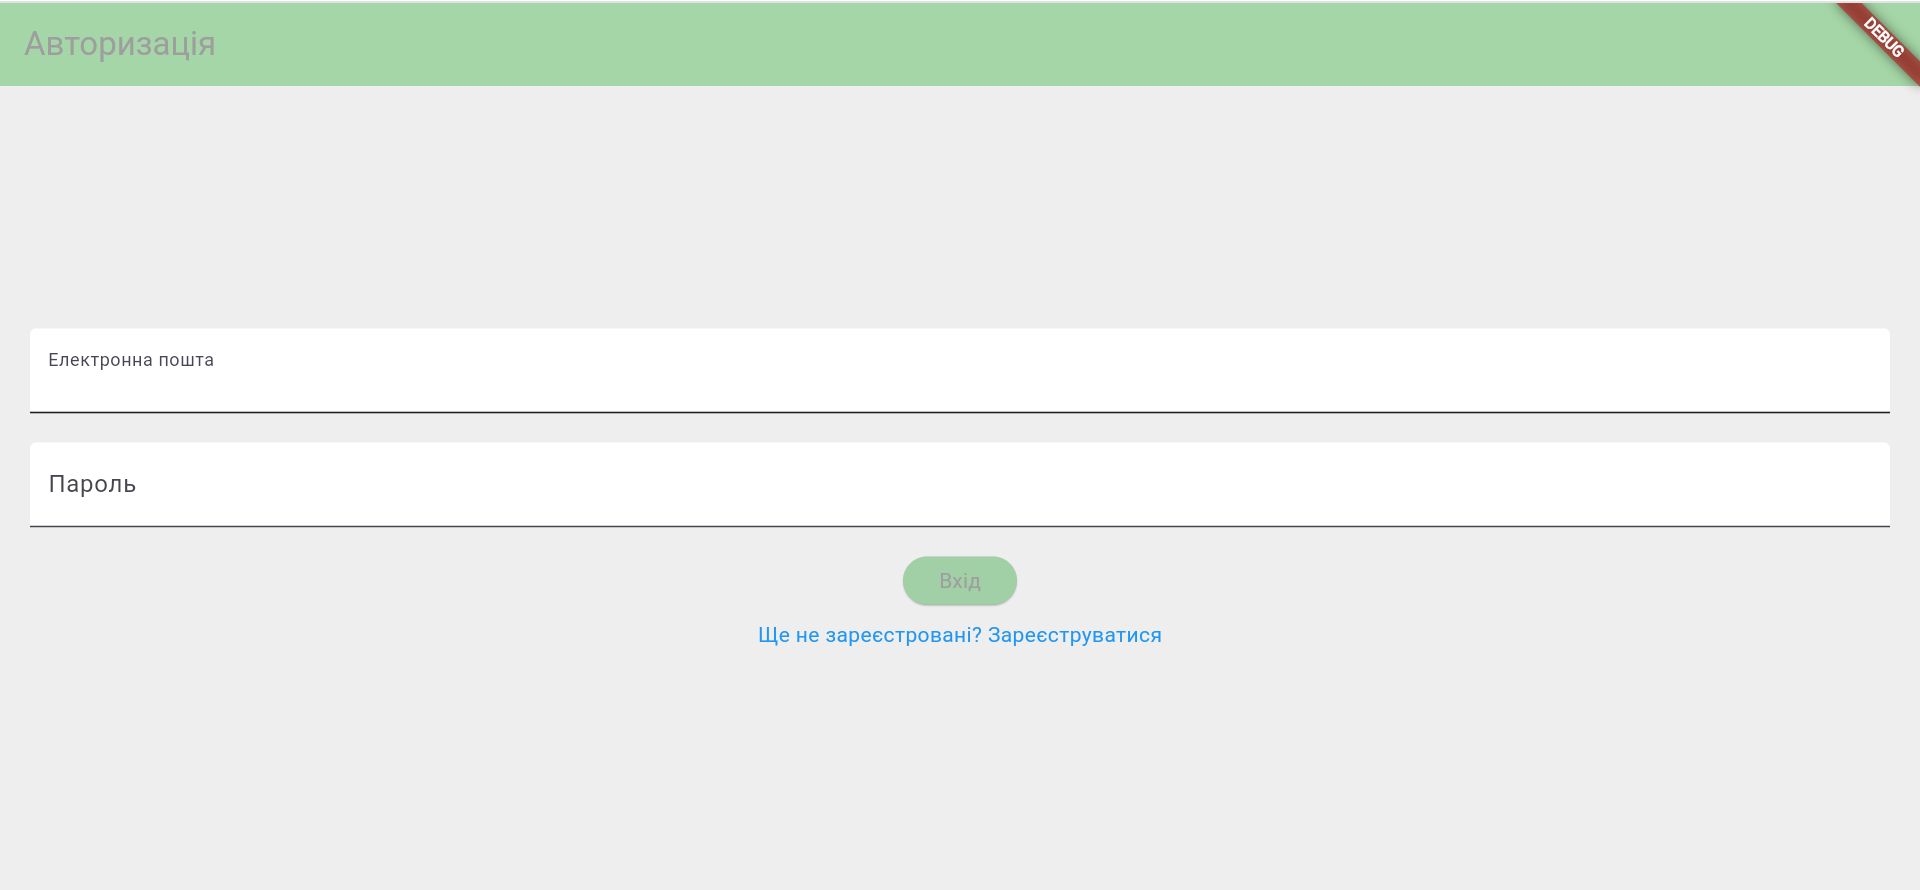 Авторизація
DEBUG
Електронна пошта
Пароль
Вхід
Ще не зареєстровані? Зареєструватися